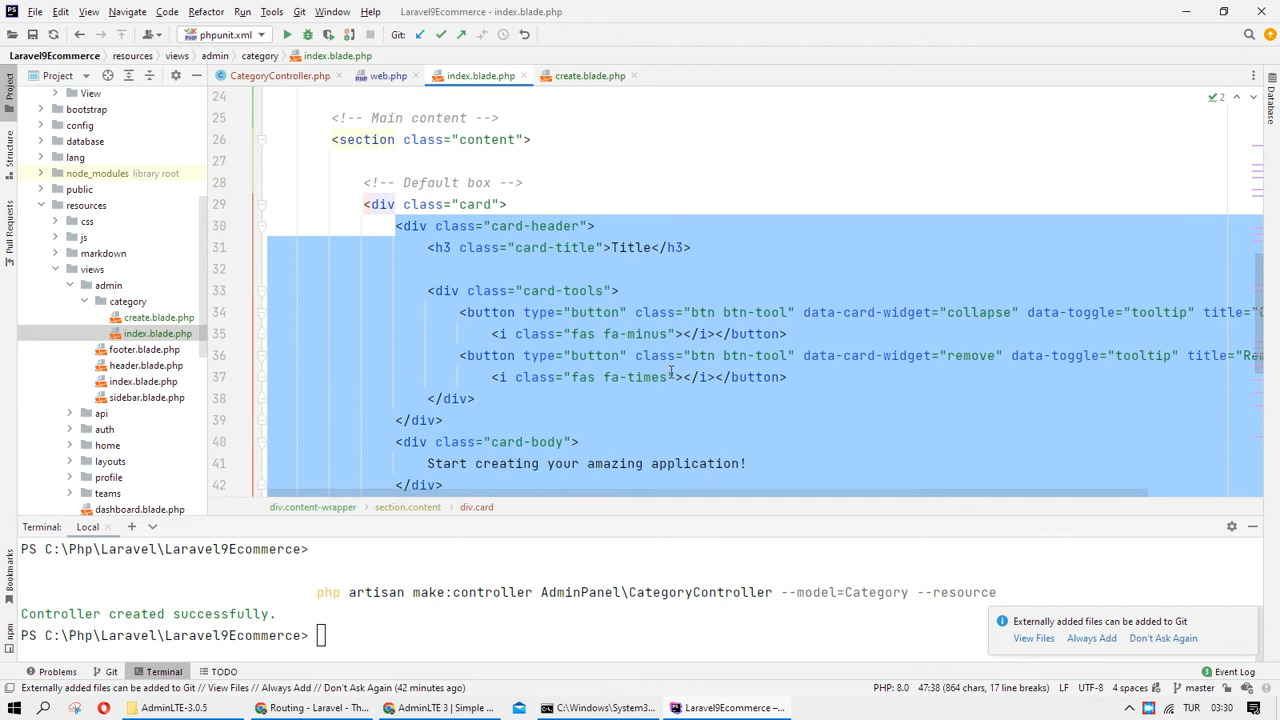 File Edit View Navigate Code Refactor Run Tools Git Window Help Laravel9Ecommerce - index.blade.php
phpunit.xml Git:
Laravel9Ecommerce resources views admin category index.blade.php
Project CategoryController.php web.php index.blade.php create.blade.php
View
bootstrap
config
database
lang
node_modules library root
public
resources
css
js
markdown
views
admin
category
create.blade.php
index.blade.php
footer.blade.php
header.blade.php
index.blade.php
sidebar.blade.php
api
auth
home
layouts
profile
teams
dashboard.blade.php
Project
Structure
Pull Requests
Bookmarks
npm
Database
2
24
25 <!-- Main content -->
26 <section class="content">
27
28 <!-- Default box -->
29 <div class="card">
30 <div class="card-header">
31 <h3 class="card-title">Title</h3>
32
33 <div class="card-tools">
34 <button type="button" class="btn btn-tool" data-card-widget="collapse" data-toggle="tooltip" title="
35 <i class="fas fa-minus"></i></button>
36 <button type="button" class="btn btn-tool" data-card-widget="remove" data-toggle="tooltip" title="Rem
37 <i class="fas fa-times"></i></button>
38 </div>
39 </div>
40 <div class="card-body">
41 Start creating your amazing application!
42 </div>
div.content-wrapper section.content div.card
Terminal: Local
PS C:\Php\Laravel\Laravel9Ecommerce>
php artisan make:controller AdminPanel\CategoryController --model=Category --resource
Controller created successfully.
PS C:\Php\Laravel\Laravel9Ecommerce>
Externally added files can be added to Git
View Files Always Add Don't Ask Again
Problems Git Terminal TODO Event Log
Externally added files can be added to Git // View Files // Always Add // Don't Ask Again (42 minutes ago) PHP: 8.0 47:38 (864 chars, 17 line breaks) LF UTF-8 4 spaces master
AdminLTE-3.0.5 Routing - Laravel - Th... AdminLTE 3 | Simple ... C:\Windows\System3... Laravel9Ecommerce –... TUR 03:30